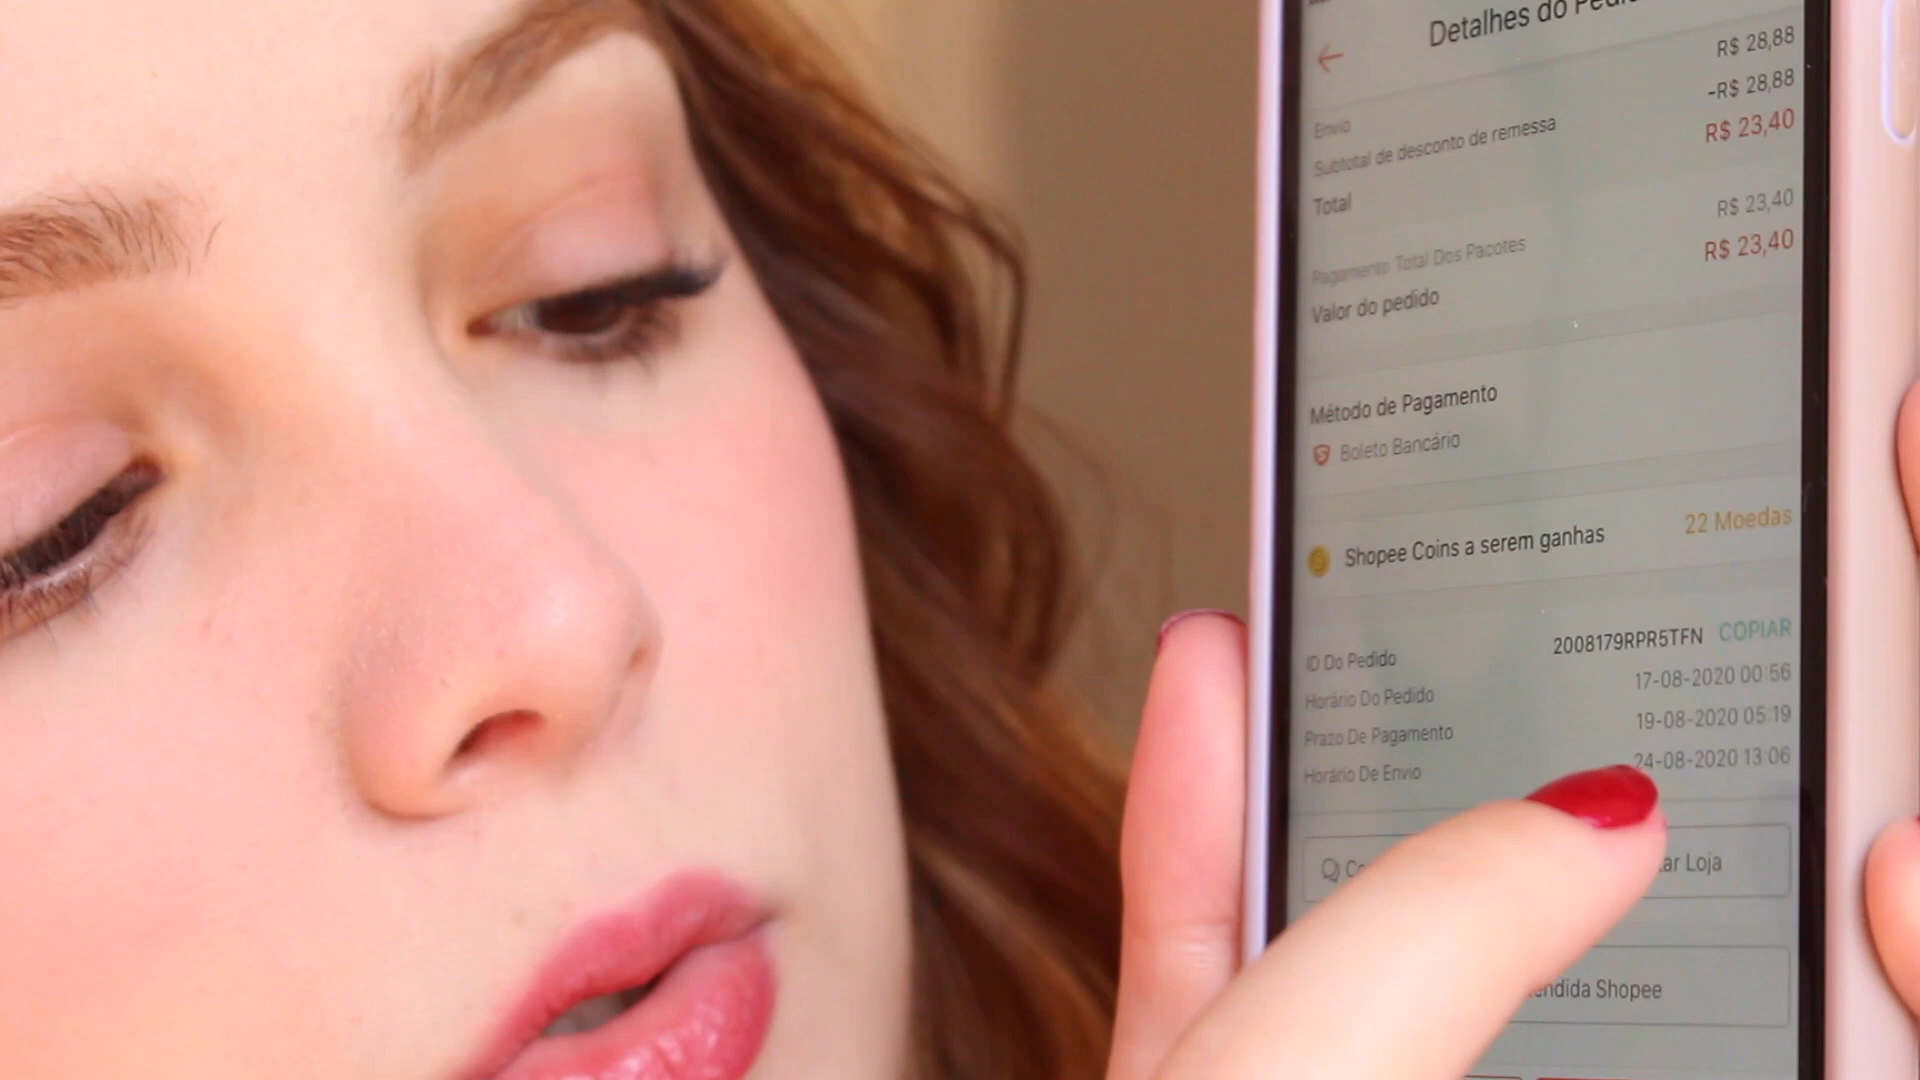 Detalhes do
R$ 28,88
Envio
-R$ 28,88
Subtotal de desconto de remessa
R$ 23,40
Total
R$ 23,40
Pagamento Total Dos Pacotes
R$ 23,40
Valor do pedido
Método de Pagamento
Boleto Bancário
Shopee Coins a serem ganhas 22 Moedas
ID Do Pedido 2008179RPR5TFN COPIAR
Horário Do Pedido 17-08-2020 00:56
Prazo De Pagamento 19-08-2020 05:19
Horário De Envio 24-08-2020 13:06
Loja
Shopee